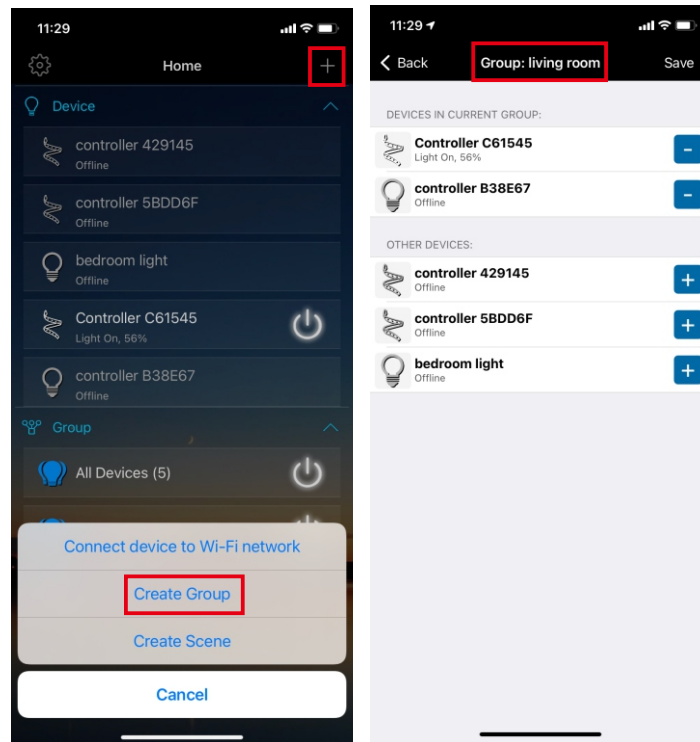 11:29
Home
Device
controller 429145
Offline
controller 5BDD6F
Offline
bedroom light
Offline
Controller C61545
Light On, 56%
controller B38E67
Offline
Group
All Devices (5)
Connect device to Wi-Fi network
Create Group
Create Scene
Cancel
11:29
Back Group: living room Save
DEVICES IN CURRENT GROUP:
Controller C61545
Light On, 56%
controller B38E67
Offline
OTHER DEVICES:
controller 429145
Offline
controller 5BDD6F
Offline
bedroom light
Offline